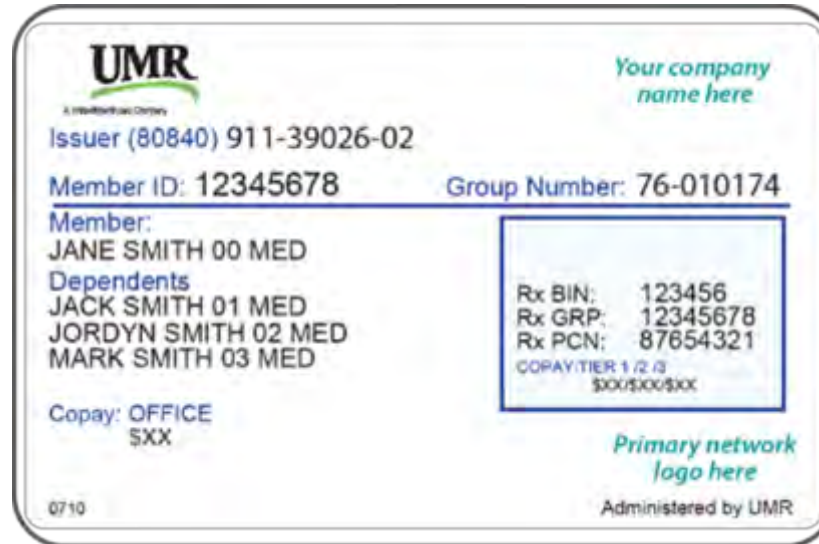 UMR
A UnitedHealthcare Company
Your company
name here
Issuer (80840) 911-39026-02
Member ID: 12345678
Group Number: 76-010174
Member:
JANE SMITH 00 MED
Dependents
JACK SMITH 01 MED
JORDYN SMITH 02 MED
MARK SMITH 03 MED
Rx BIN: 123456
Rx GRP: 12345678
Rx PCN: 87654321
COPAY:TIER 1 /2 /3
$XX/$XX/$XX
Copay: OFFICE
$XX
Primary network
logo here
0710
Administered by UMR